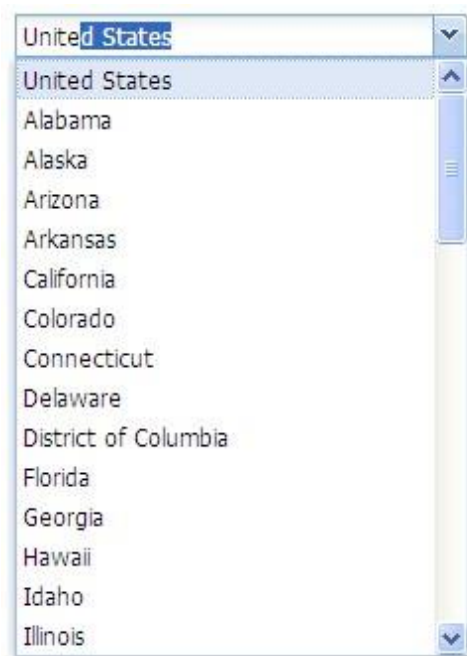 United States
United States
Alabama
Alaska
Arizona
Arkansas
California
Colorado
Connecticut
Delaware
District of Columbia
Florida
Georgia
Hawaii
Idaho
Illinois